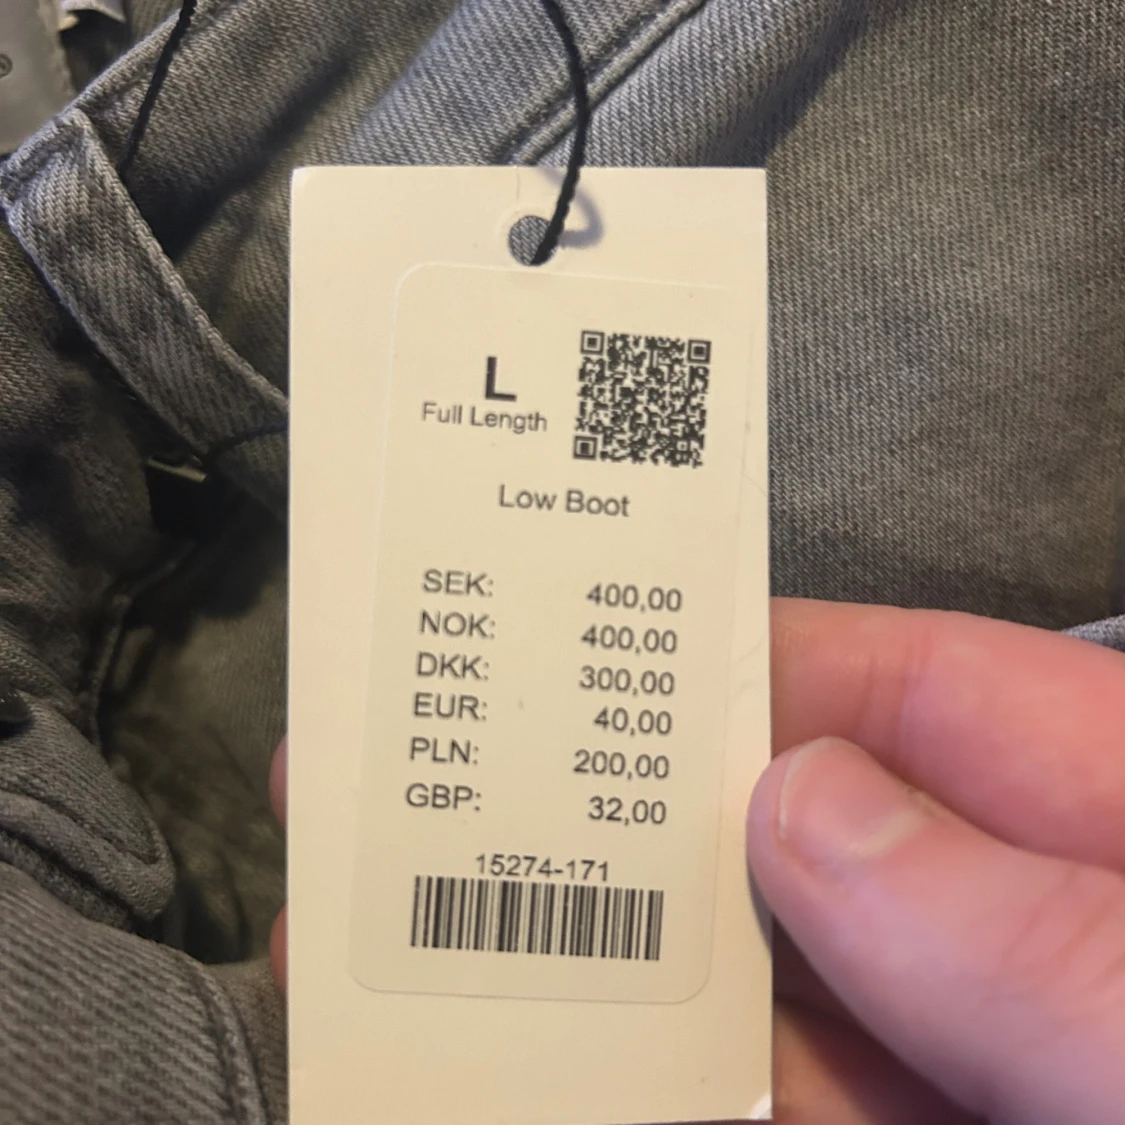 L
Full Length
Low Boot
SEK: 400,00
NOK: 400,00
DKK: 300,00
EUR: 40,00
PLN: 200,00
GBP: 32,00
15274-171